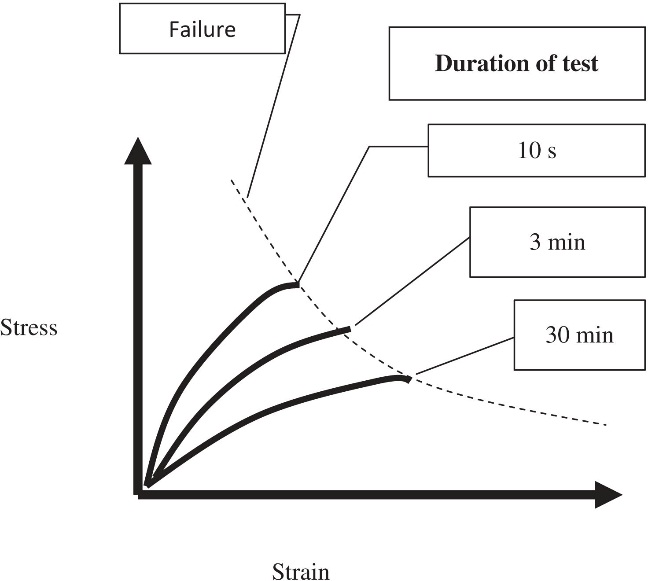 Failure
Duration of test
10 s
3 min
30 min
Stress
Strain